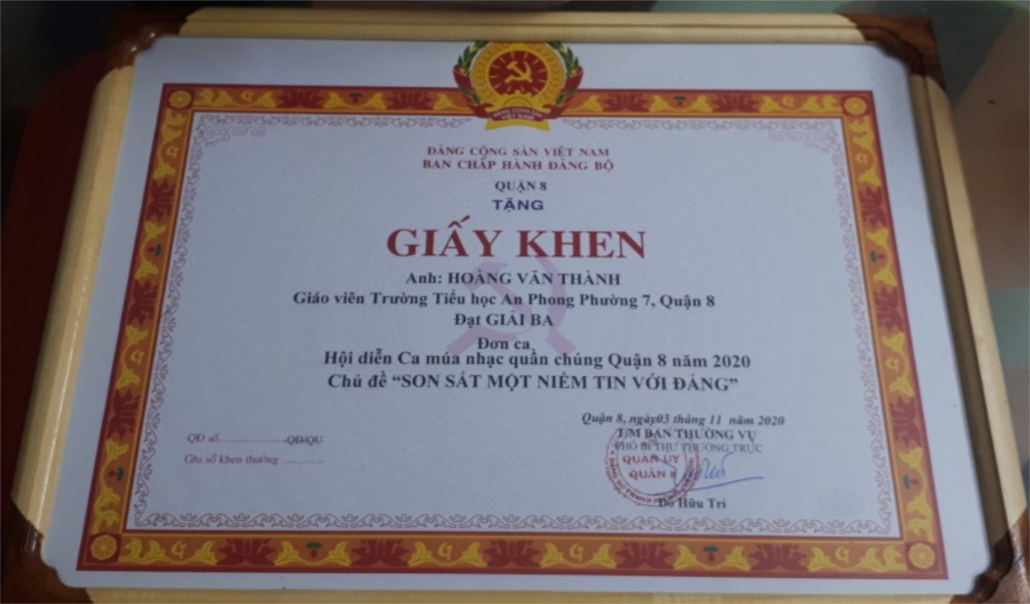 ĐẢNG CỘNG SẢN VIỆT NAM
BAN CHẤP HÀNH ĐẢNG BỘ
QUẬN 8
TẶNG
GIẤY KHEN
Anh: HOÀNG VĂN THÀNH
Giáo viên Trường Tiểu học An Phong Phường 7, Quận 8
Đạt GIẢI BA
Đơn ca
Hội diễn Ca múa nhạc quần chúng Quận 8 năm 2020
Chủ đề “SON SẮT MỘT NIỀM TIN VỚI ĐẢNG”
Quận 8, ngày03 tháng 11 năm 2020
T/M BAN THƯỜNG VỤ
PHÓ BÍ THƯ THƯỜNG TRỰC
QUẬN ỦY
QUẬN 8
Đỗ Hữu Trí
QĐ số....................-QĐ/QU
Ghi sổ khen thưởng ............